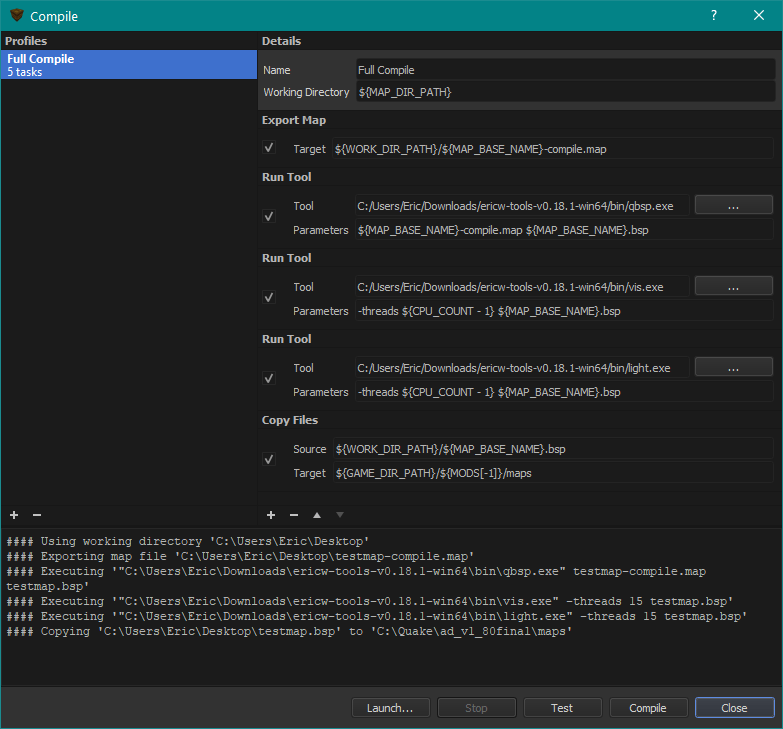 Compile
?
Profiles
Details
Full Compile
5 tasks
Name Full Compile
Working Directory ${MAP_DIR_PATH}
Export Map
Target ${WORK_DIR_PATH}/${MAP_BASE_NAME}-compile.map
Run Tool
Tool C:/Users/Eric/Downloads/ericw-tools-v0.18.1-win64/bin/qbsp.exe ...
Parameters ${MAP_BASE_NAME}-compile.map ${MAP_BASE_NAME}.bsp
Run Tool
Tool C:/Users/Eric/Downloads/ericw-tools-v0.18.1-win64/bin/vis.exe ...
Parameters -threads ${CPU_COUNT - 1} ${MAP_BASE_NAME}.bsp
Run Tool
Tool C:/Users/Eric/Downloads/ericw-tools-v0.18.1-win64/bin/light.exe ...
Parameters -threads ${CPU_COUNT - 1} ${MAP_BASE_NAME}.bsp
Copy Files
Source ${WORK_DIR_PATH}/${MAP_BASE_NAME}.bsp
Target ${GAME_DIR_PATH}/${MODS[-1]}/maps
#### Using working directory 'C:\Users\Eric\Desktop'
#### Exporting map file 'C:\Users\Eric\Desktop\testmap-compile.map'
#### Executing '"C:\Users\Eric\Downloads\ericw-tools-v0.18.1-win64\bin\qbsp.exe" testmap-compile.map
testmap.bsp'
#### Executing '"C:\Users\Eric\Downloads\ericw-tools-v0.18.1-win64\bin\vis.exe" -threads 15 testmap.bsp'
#### Executing '"C:\Users\Eric\Downloads\ericw-tools-v0.18.1-win64\bin\light.exe" -threads 15 testmap.bsp'
#### Copying 'C:\Users\Eric\Desktop\testmap.bsp' to 'C:\Quake\ad_v1_80final\maps'
Launch... Stop Test Compile Close